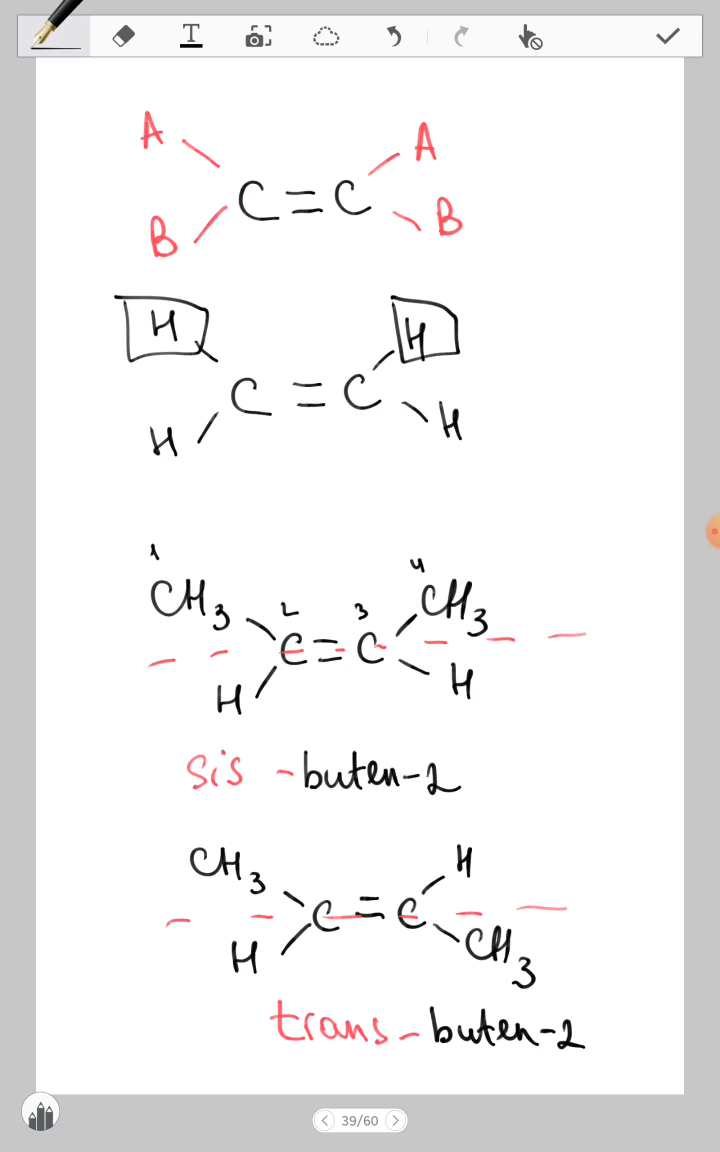 T
A A
C=C
B B
H H
C=C
H H
1 4
CH3 2 3 CH3
C=C
H H
sis-buten-2
CH3 H
C=C
H CH3
trans-buten-2
39/60